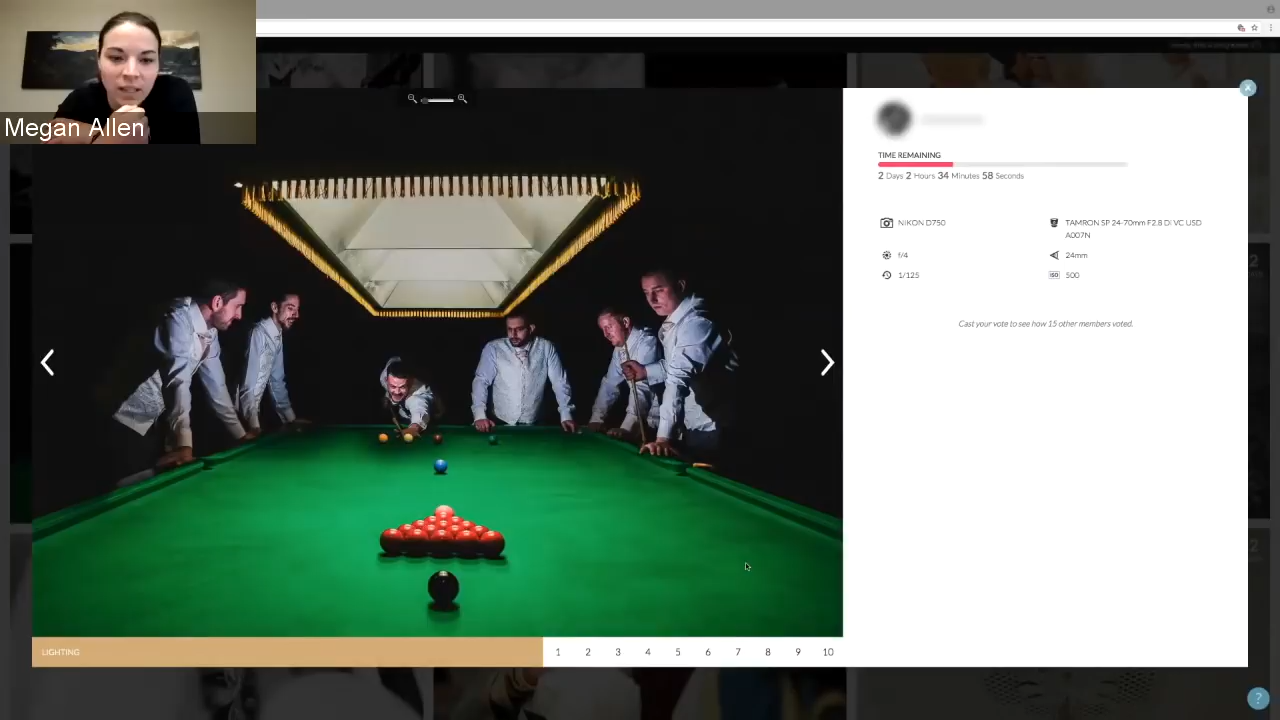 Megan Allen
TIME REMAINING
2 Days 2 Hours 34 Minutes 58 Seconds
NIKON D750
TAMRON SP 24-70mm F2.8 Di VC USD
A007N
f/4
24mm
1/125
ISO 500
Cast your vote to see how 15 other members voted.
LIGHTING
1 2 3 4 5 6 7 8 9 10
?